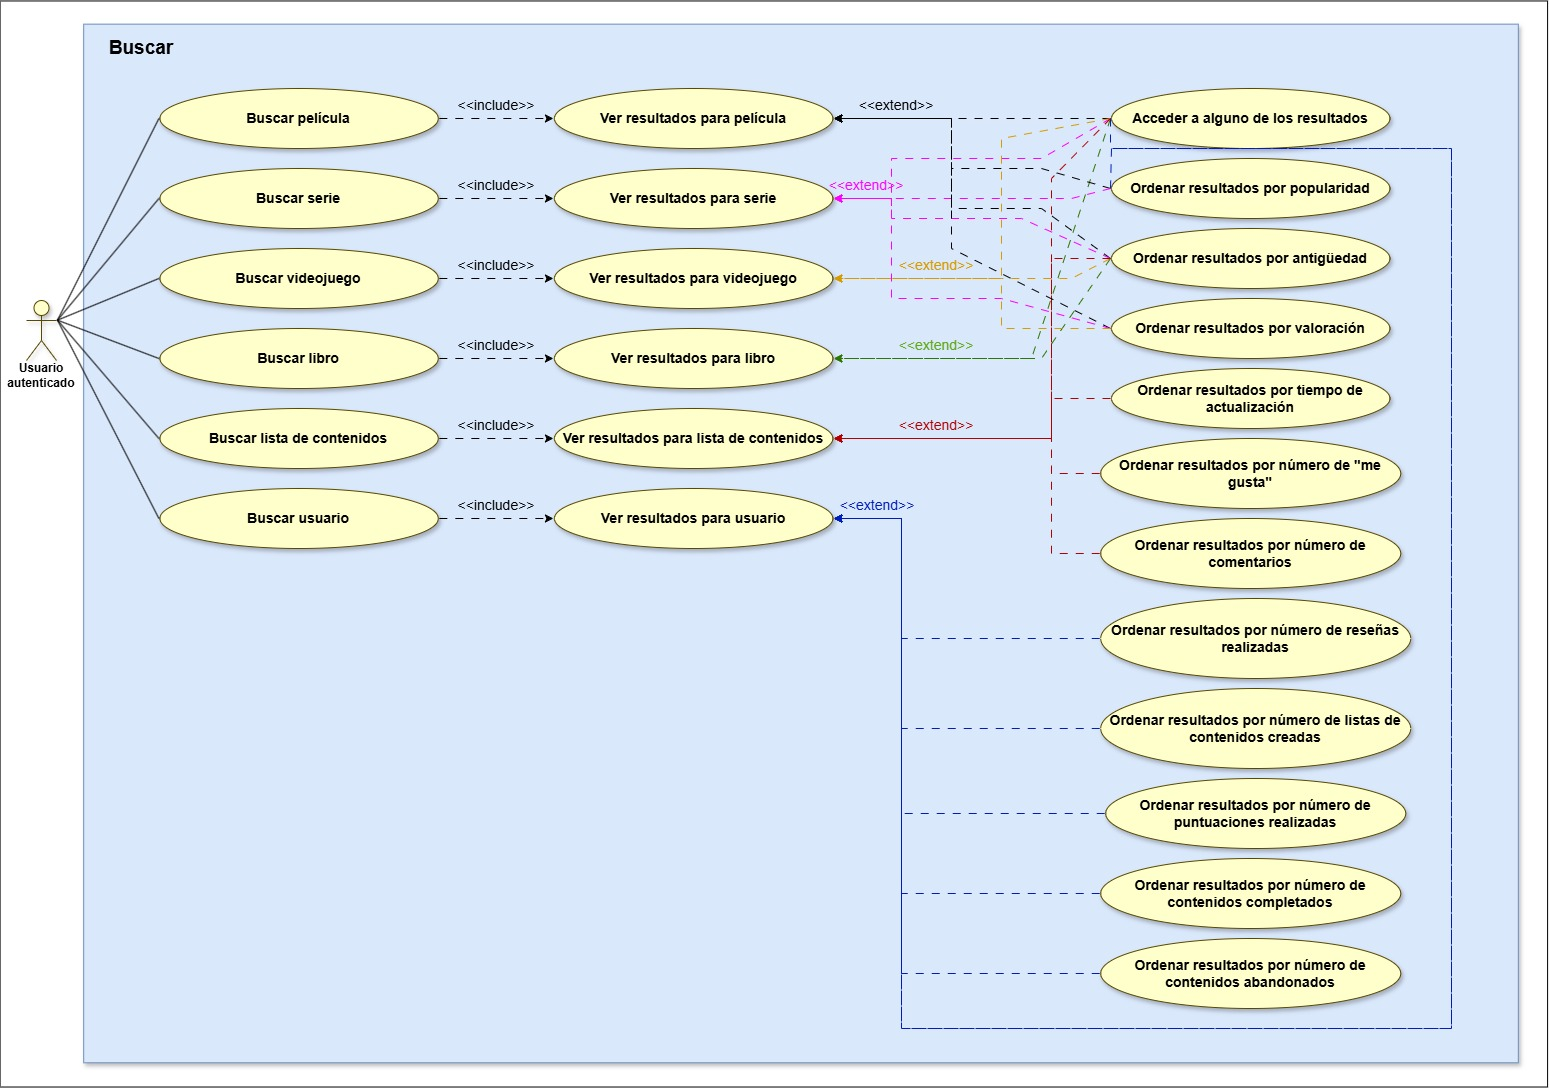 Buscar
Buscar película
<<include>>
Ver resultados para película
<<extend>>
Acceder a alguno de los resultados
Buscar serie
<<include>>
Ver resultados para serie
<<extend>>
Ordenar resultados por popularidad
Buscar videojuego
<<include>>
Ver resultados para videojuego
<<extend>>
Ordenar resultados por antigüedad
Buscar libro
<<include>>
Ver resultados para libro
<<extend>>
Ordenar resultados por valoración
Usuario
autenticado
Ordenar resultados por tiempo de
actualización
Buscar lista de contenidos
<<include>>
Ver resultados para lista de contenidos
<<extend>>
Ordenar resultados por número de "me
gusta"
Buscar usuario
<<include>>
Ver resultados para usuario
<<extend>>
Ordenar resultados por número de
comentarios
Ordenar resultados por número de reseñas
realizadas
Ordenar resultados por número de listas de
contenidos creadas
Ordenar resultados por número de
puntuaciones realizadas
Ordenar resultados por número de
contenidos completados
Ordenar resultados por número de
contenidos abandonados